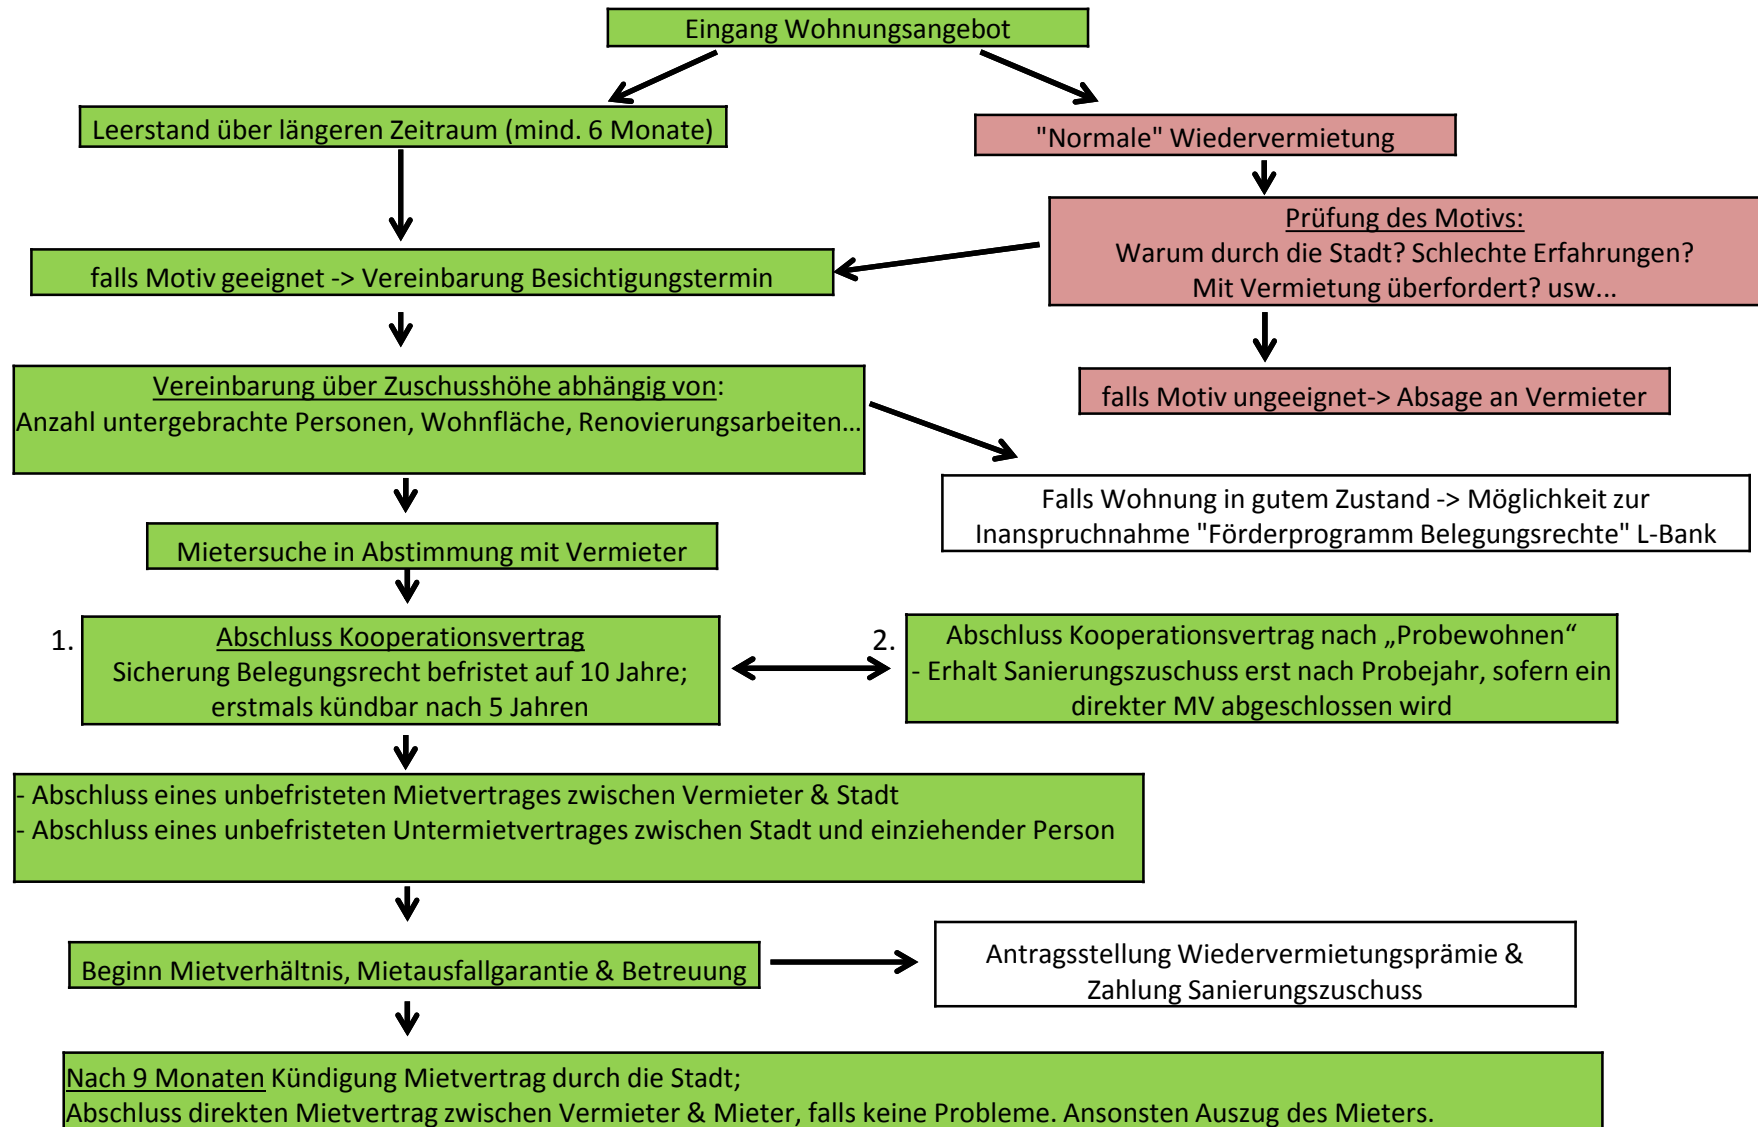 Eingang Wohnungsangebot
Leerstand über längeren Zeitraum (mind. 6 Monate)
"Normale" Wiedervermietung
Prüfung des Motivs:
Warum durch die Stadt? Schlechte Erfahrungen?
Mit Vermietung überfordert? usw...
falls Motiv geeignet -> Vereinbarung Besichtigungstermin
falls Motiv ungeeignet-> Absage an Vermieter
Vereinbarung über Zuschusshöhe abhängig von:
Anzahl untergebrachte Personen, Wohnfläche, Renovierungsarbeiten...
Falls Wohnung in gutem Zustand -> Möglichkeit zur
Inanspruchnahme "Förderprogramm Belegungsrechte" L-Bank
Mietersuche in Abstimmung mit Vermieter
1.
Abschluss Kooperationsvertrag
Sicherung Belegungsrecht befristet auf 10 Jahre;
erstmals kündbar nach 5 Jahren
2.
Abschluss Kooperationsvertrag nach „Probewohnen“
- Erhalt Sanierungszuschuss erst nach Probejahr, sofern ein
direkter MV abgeschlossen wird
- Abschluss eines unbefristeten Mietvertrages zwischen Vermieter & Stadt
- Abschluss eines unbefristeten Untermietvertrages zwischen Stadt und einziehender Person
Beginn Mietverhältnis, Mietausfallgarantie & Betreuung
Antragsstellung Wiedervermietungsprämie &
Zahlung Sanierungszuschuss
Nach 9 Monaten Kündigung Mietvertrag durch die Stadt;
Abschluss direkten Mietvertrag zwischen Vermieter & Mieter, falls keine Probleme. Ansonsten Auszug des Mieters.